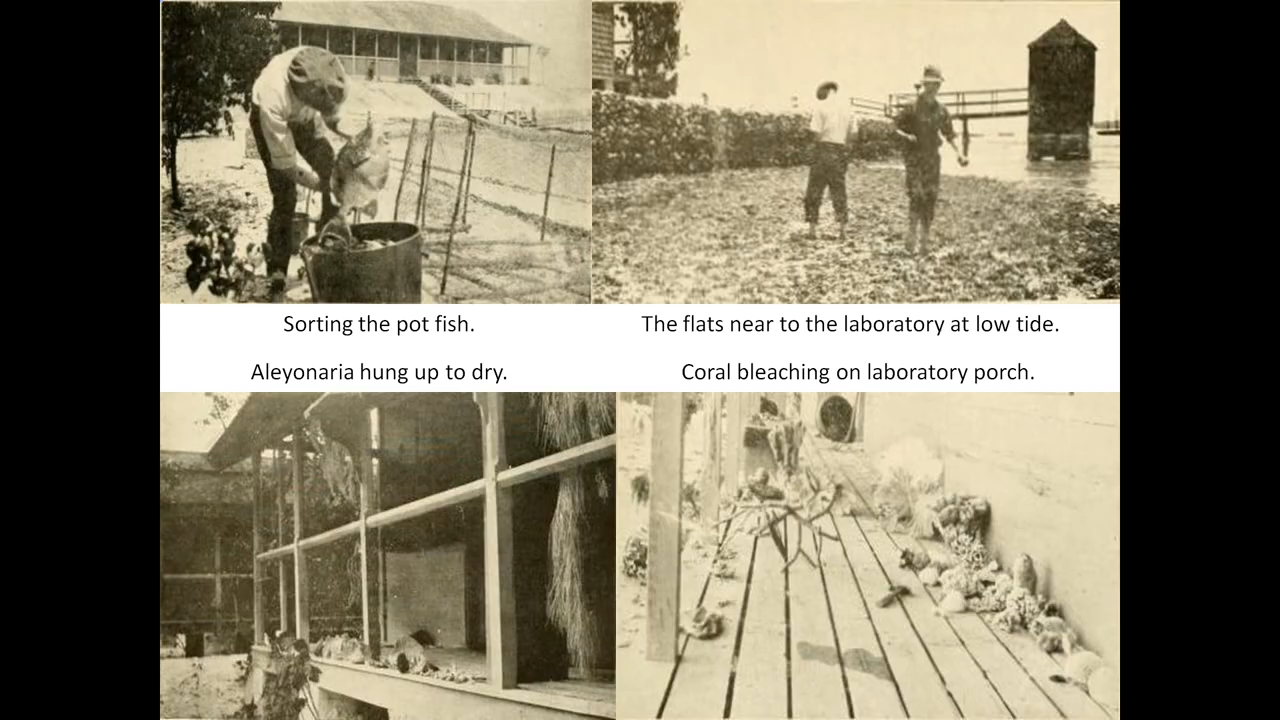 Sorting the pot fish.
The flats near to the laboratory at low tide.
Aleyonaria hung up to dry.
Coral bleaching on laboratory porch.